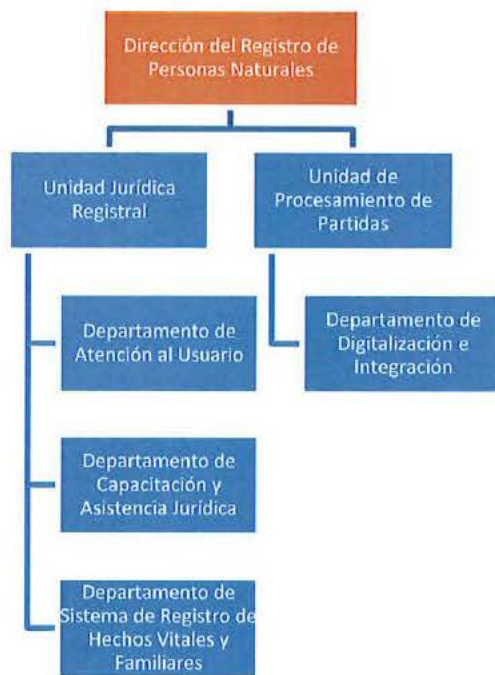 Dirección del Registro de
Personas Naturales
Unidad Jurídica
Registral
Unidad de
Procesamiento de
Partidas
Departamento de
Atención al Usuario
Departamento de
Digitalización e
Integración
Departamento de
Capacitación y
Asistencia Jurídica
Departamento de
Sistema de Registro de
Hechos Vitales y
Familiares